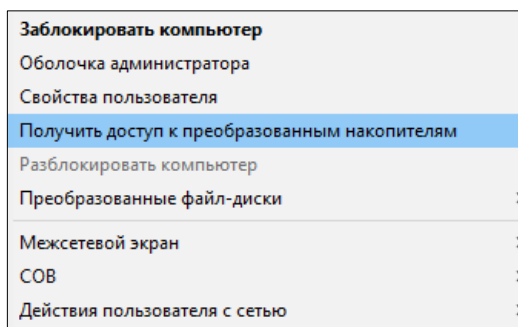 Заблокировать компьютер
Оболочка администратора
Свойства пользователя
Получить доступ к преобразованным накопителям
Разблокировать компьютер
Преобразованные файл-диски
Межсетевой экран
СОВ
Действия пользователя с сетью